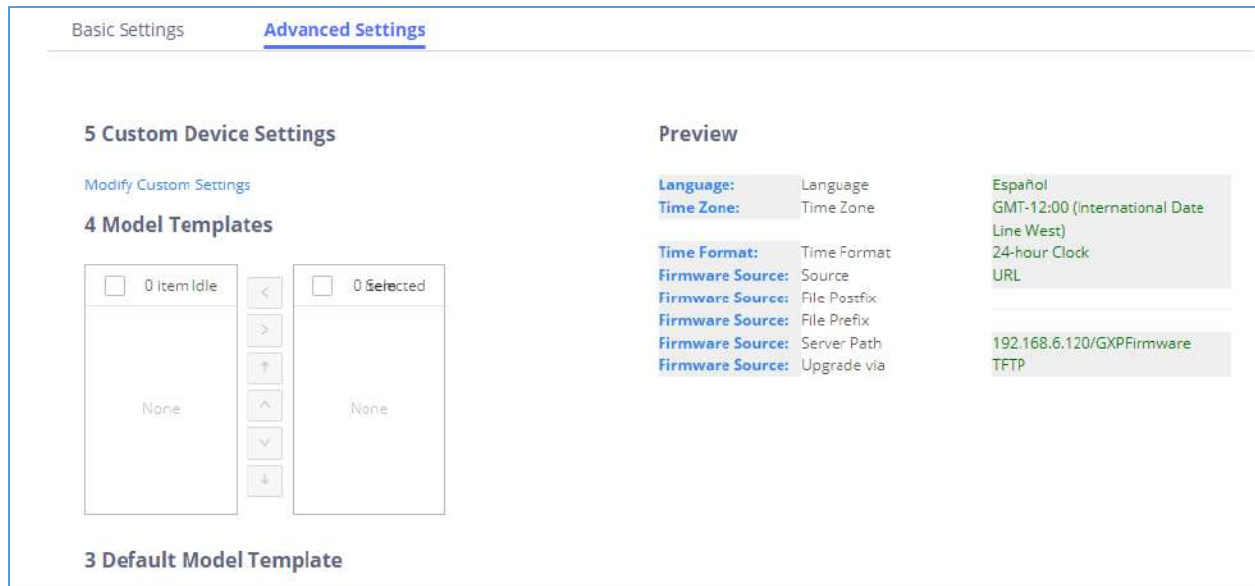 Basic Settings
Advanced Settings
5 Custom Device Settings
Modify Custom Settings
4 Model Templates
0 item Idle
0 Selected
None
None
3 Default Model Template
Preview
Language: Language Español
Time Zone: Time Zone GMT-12:00 (International Date
Line West)
Time Format: Time Format 24-hour Clock
Firmware Source: Source URL
Firmware Source: File Postfix
Firmware Source: File Prefix
Firmware Source: Server Path 192.168.6.120/GXPFirmware
Firmware Source: Upgrade via TFTP